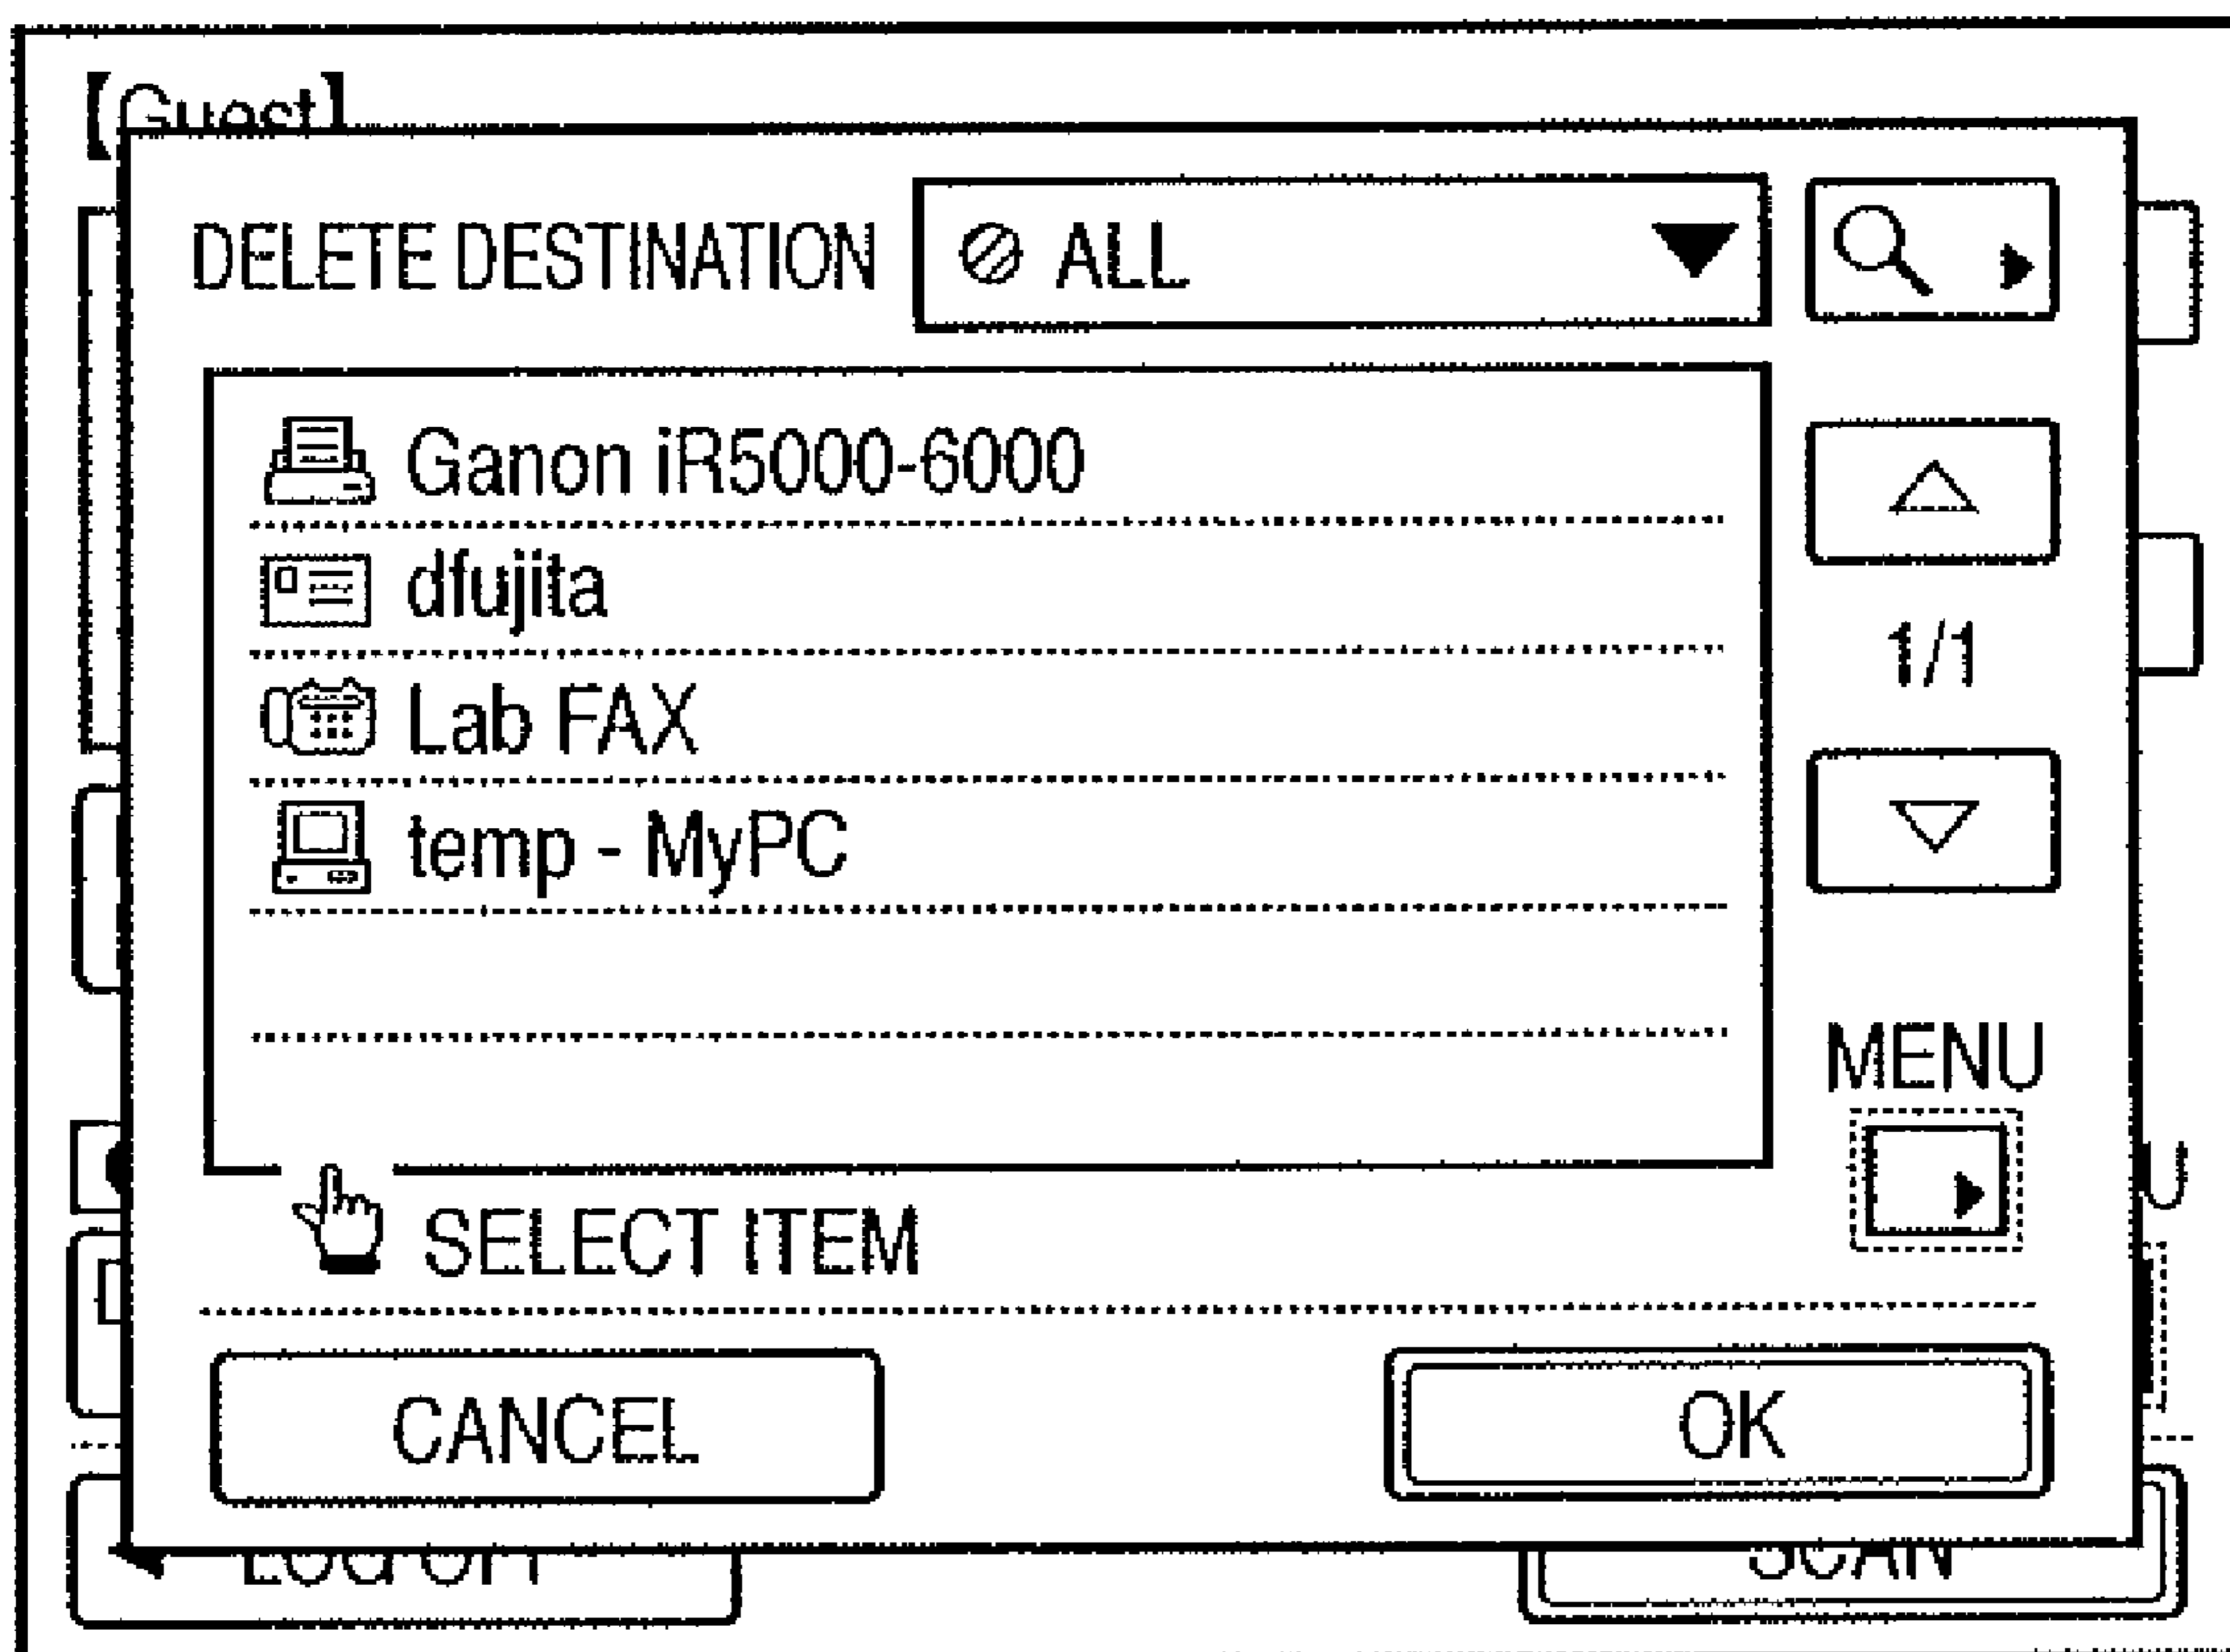 【Guest】
DELETE DESTINATION ALL
Ganon iR5000-6000
dfujita
1/1
Lab FAX
temp - MyPC
MENU
SELECT ITEM
CANCEL OK
SCAN